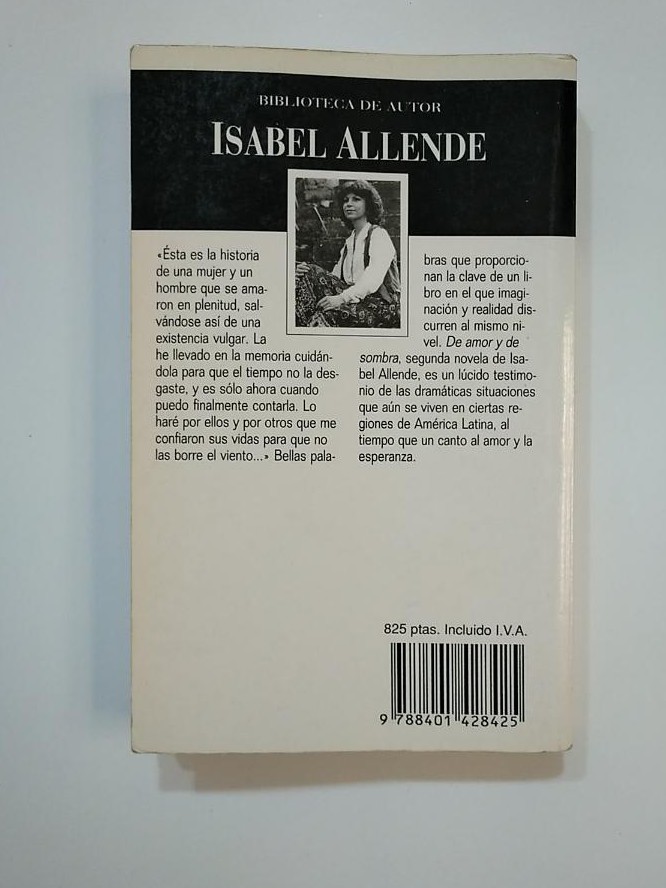 BIBLIOTECA DE AUTOR
ISABEL ALLENDE
«Ésta es la historia
de una mujer y un
hombre que se ama-
ron en plenitud, sal-
vándose así de una
existencia vulgar. La
he llevado en la memoria cuidán-
dola para que el tiempo no la des-
gaste, y es sólo ahora cuando
puedo finalmente contarla. Lo
haré por ellos y por otros que me
confiaron sus vidas para que no
las borre el viento...» Bellas pala-
bras que proporcio-
nan la clave de un li-
bro en el que imagi-
nación y realidad dis-
curren al mismo ni-
vel. De amor y de
sombra, segunda novela de Isa-
bel Allende, es un lúcido testimo-
nio de las dramáticas situaciones
que aún se viven en ciertas re-
giones de América Latina, al
tiempo que un canto al amor y la
esperanza.
825 ptas. Incluido I.V.A.
9 788401 428425